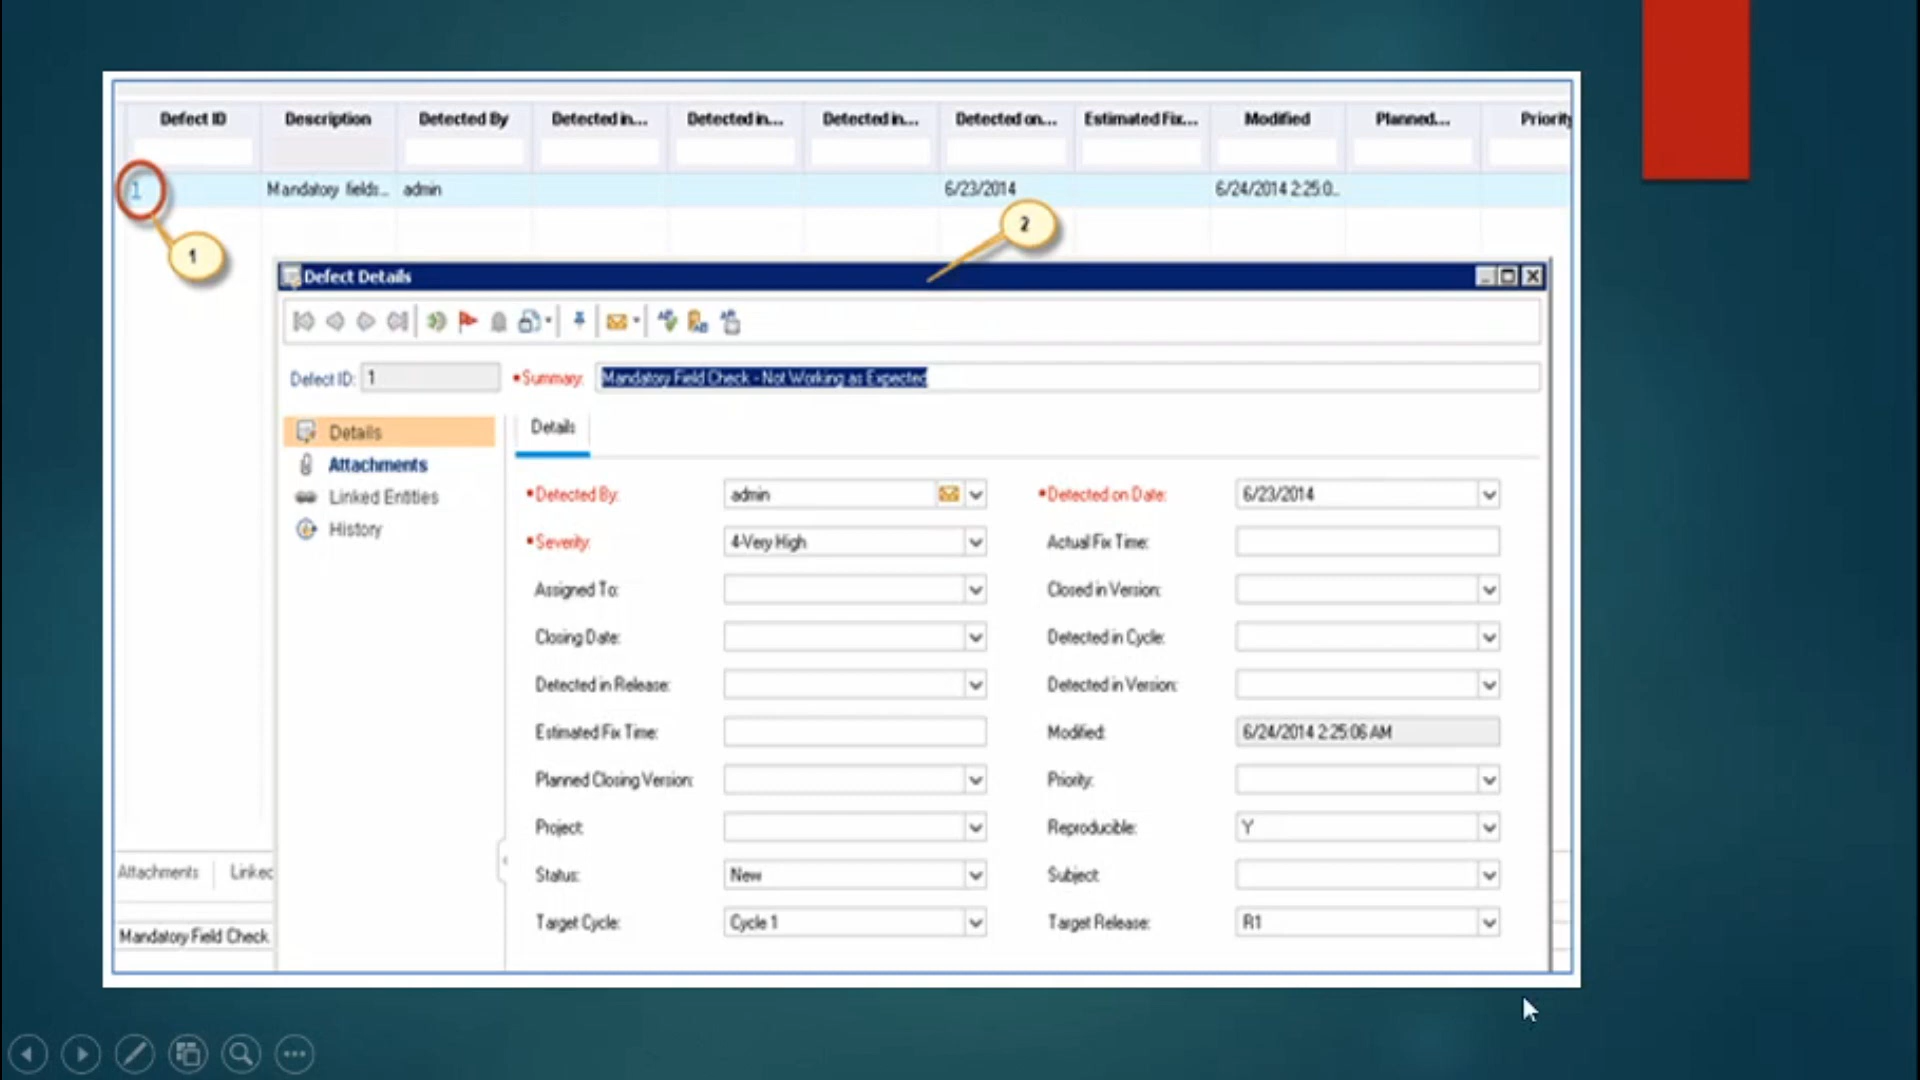 Defect ID Description Detected By Detected in... Detected in... Detected in... Detected on... Estimated Fix... Modified Planned... Priority
1 Mandatory fields... admin 6/23/2014 6/24/2014 2:25:0...
1
2
Defect Details
Defect ID: 1 •Summary: Mandatory Field Check - Not Working as Expected
Details
Attachments
Linked Entities
History
Details
•Detected By: admin •Detected on Date: 6/23/2014
•Severity: 4-Very High Actual Fix Time:
Assigned To: Closed in Version:
Closing Date: Detected in Cycle:
Detected in Release: Detected in Version:
Estimated Fix Time: Modified: 6/24/2014 2:25:06 AM
Planned Closing Version: Priority:
Project: Reproducible: Y
Status: New Subject:
Target Cycle: Cycle 1 Target Release: R1
Attachments Linked
Mandatory Field Check